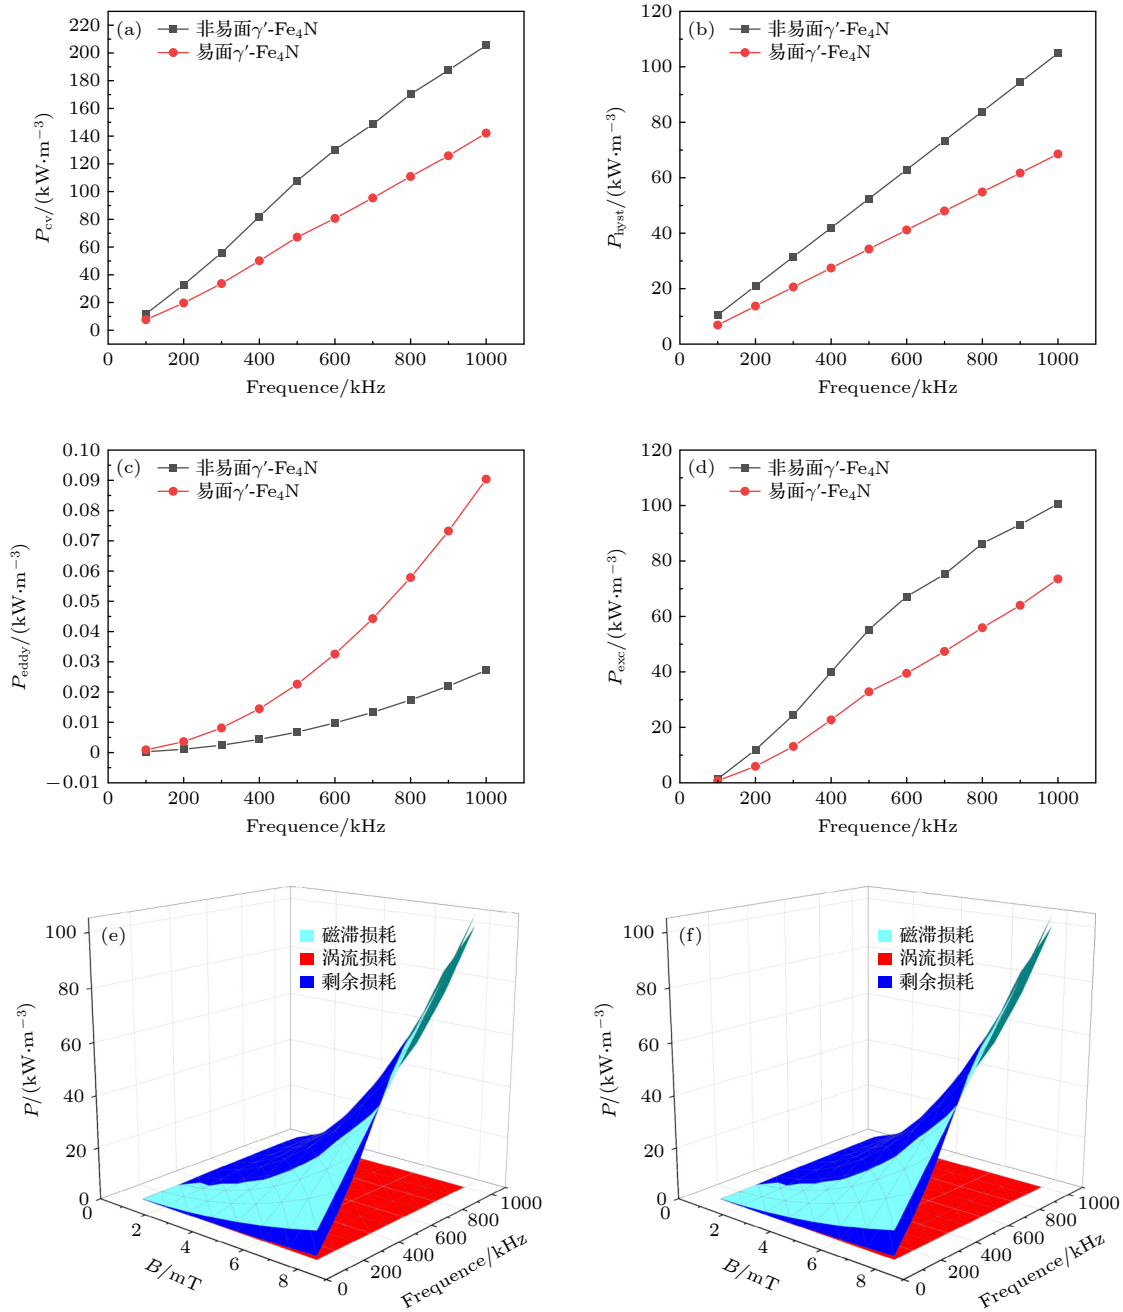 (a)
非易面γ′-Fe₄N
易面γ′-Fe₄N
220
200
180
160
140
120
100
80
60
40
20
0
P_cv/(kW·m⁻³)
0 200 400 600 800 1000
Frequence/kHz
(b)
非易面γ′-Fe₄N
易面γ′-Fe₄N
120
100
80
60
40
20
0
P_hyst/(kW·m⁻³)
0 200 400 600 800 1000
Frequence/kHz
(c)
非易面γ′-Fe₄N
易面γ′-Fe₄N
0.10
0.09
0.08
0.07
0.06
0.05
0.04
0.03
0.02
0.01
0
−0.01
P_eddy/(kW·m⁻³)
0 200 400 600 800 1000
Frequence/kHz
(d)
非易面γ′-Fe₄N
易面γ′-Fe₄N
120
100
80
60
40
20
0
P_exc/(kW·m⁻³)
0 200 400 600 800 1000
Frequence/kHz
(e)
磁滞损耗
涡流损耗
剩余损耗
100
80
60
40
20
0
P/(kW·m⁻³)
0 2 4 6 8
B/mT
0 200 400 600 800 1000
Frequence/kHz
(f)
磁滞损耗
涡流损耗
剩余损耗
100
80
60
40
20
0
P/(kW·m⁻³)
0 2 4 6 8
B/mT
0 200 400 600 800 1000
Frequence/kHz